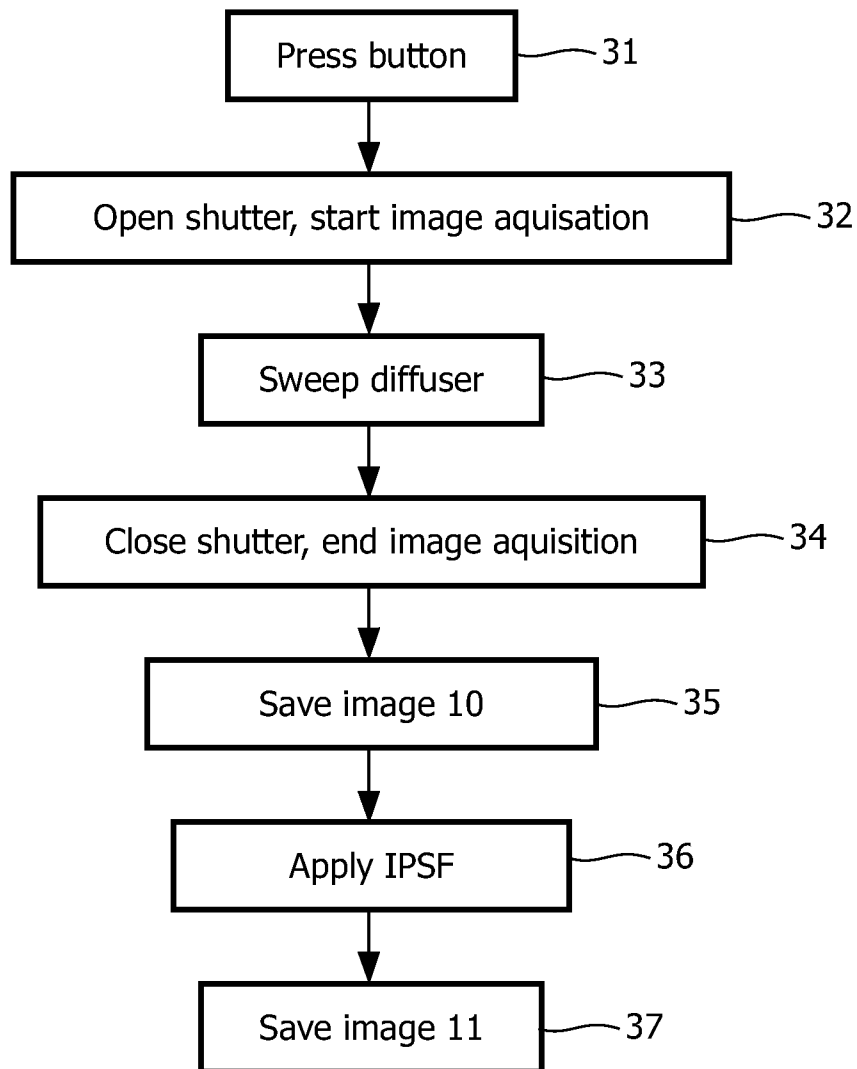 Press button 31
Open shutter, start image aquisation 32
Sweep diffuser 33
Close shutter, end image aquisition 34
Save image 10 35
Apply IPSF 36
Save image 11 37